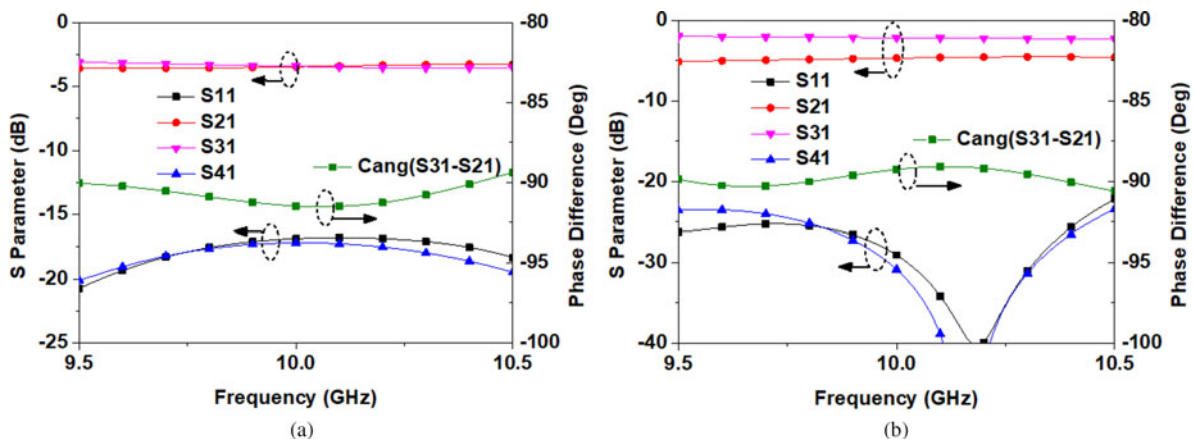 0
-5
-10
-15
-20
-25
S Parameter (dB)
S11
S21
S31
S41
Cang(S31-S21)
-80
-85
-90
-95
-100
Phase Difference (Deg)
9.5
10.0
10.5
Frequency (GHz)
(a)
0
-10
-20
-30
-40
S Parameter (dB)
S11
S21
S31
S41
Cang(S31-S21)
-80
-85
-90
-95
-100
Phase Difference (Deg)
9.5
10.0
10.5
Frequency (GHz)
(b)